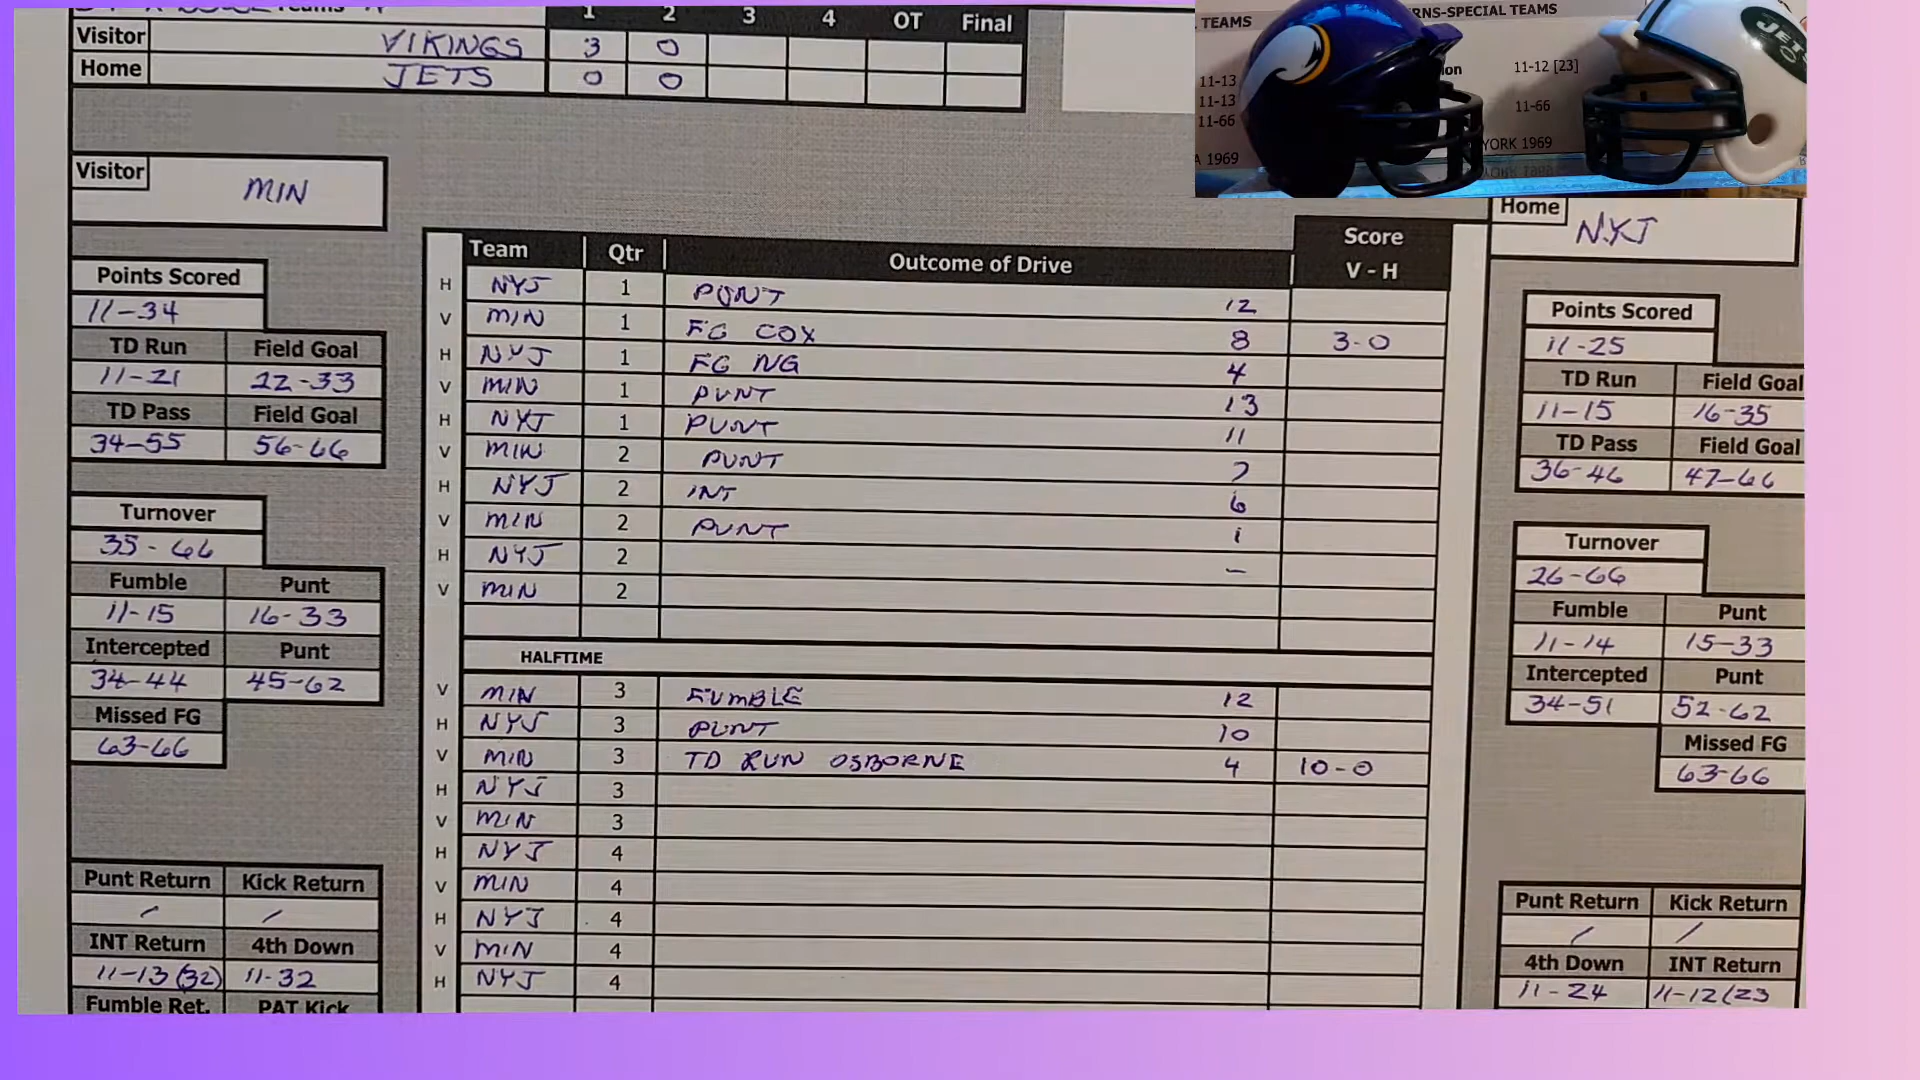 1 2 3 4 OT Final
Visitor VIKINGS 3 0
Home JETS 0 0
TEAMS
RNS-SPECIAL TEAMS
11-13
11-13
11-66
A 1969
ion 11-12 [23]
11-66
YORK 1969
Visitor MIN
Points Scored
11-34
TD Run Field Goal
11-21 22-33
TD Pass Field Goal
34-55 56-66
Turnover
35-66
Fumble Punt
11-15 16-33
Intercepted Punt
34-44 45-62
Missed FG
63-66
Punt Return Kick Return
/ /
INT Return 4th Down
11-13 (32) 11-32
Fumble Ret. PAT Kick
Team Qtr Outcome of Drive Score V - H
H NYJ 1 PUNT 12
V MIN 1 FG COX 8 3-0
H NYJ 1 FG NG 4
V MIN 1 PUNT 13
H NYJ 1 PUNT 11
V MIN 2 PUNT 7
H NYJ 2 INT 6
V MIN 2 PUNT 1
H NYJ 2 -
V MIN 2
HALFTIME
V MIN 3 FUMBLE 12
H NYJ 3 PUNT 10
V MIN 3 TD RUN OSBORNE 4 10-0
H NYJ 3
V MIN 3
H NYJ 4
V MIN 4
H NYJ 4
V MIN 4
H NYJ 4
Home NYJ
Points Scored
11-25
TD Run Field Goal
11-15 16-35
TD Pass Field Goal
36-46 47-66
Turnover
26-66
Fumble Punt
11-14 15-33
Intercepted Punt
34-51 52-62
Missed FG
63-66
Punt Return Kick Return
/ /
4th Down INT Return
11-24 11-12(23
JETS